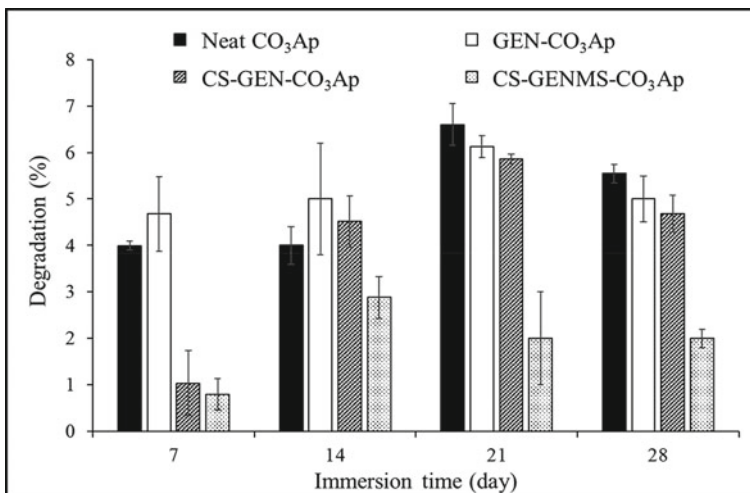 Neat CO₃Ap
GEN-CO₃Ap
CS-GEN-CO₃Ap
CS-GENMS-CO₃Ap
8
7
6
5
4
3
2
1
0
Degradation (%)
7 14 21 28
Immersion time (day)